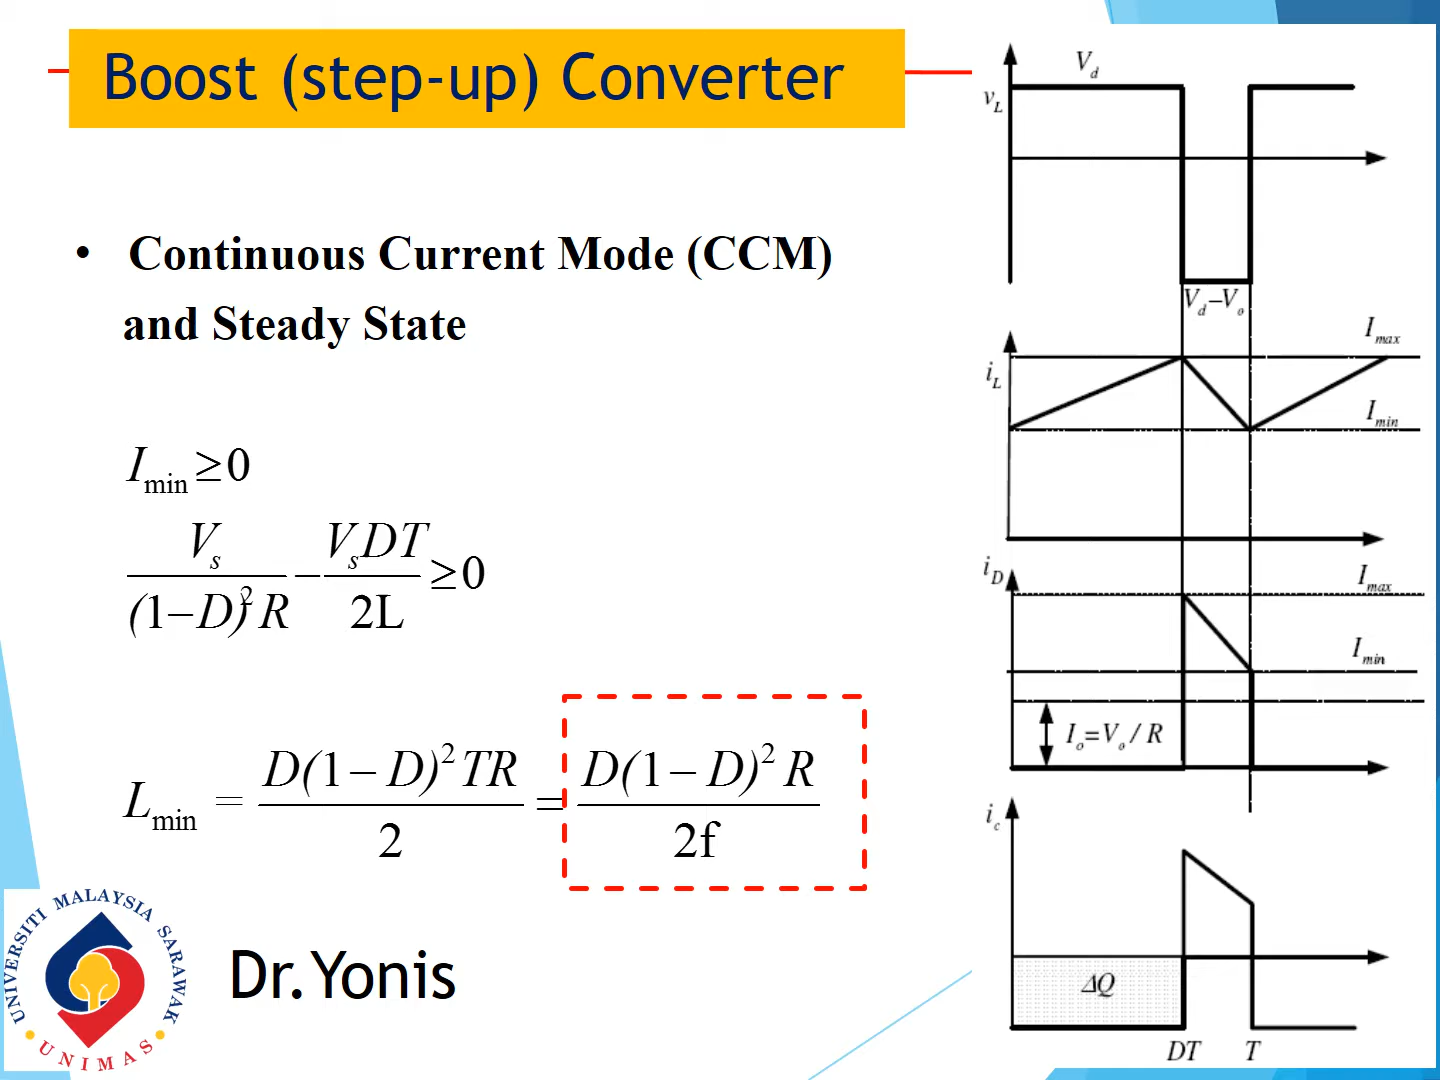 Boost (step-up) Converter
• Continuous Current Mode (CCM)
and Steady State
I_min ≥ 0
V_s / ((1−D)² R) − V_s DT / 2L ≥ 0
L_min = D(1− D)² TR / 2 = D(1− D)² R / 2f
UNIVERSITI MALAYSIA SARAWAK
UNIMAS
Dr. Yonis
V_d
v_L
V_d–V_o
I_max
i_L
I_min
i_D
I_max
I_min
I_o=V_o / R
i_c
ΔQ
DT T